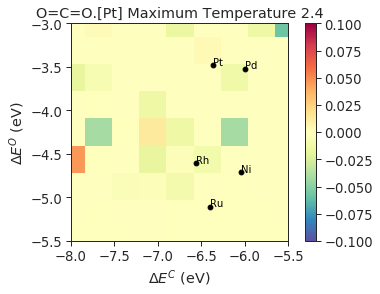 O=C=O.[Pt] Maximum Temperature 2.4
−3.0
−3.5
−4.0
−4.5
−5.0
−5.5
ΔE^O (eV)
Pt
Pd
Rh
Ni
Ru
−8.0 −7.5 −7.0 −6.5 −6.0 −5.5
ΔE^C (eV)
0.100
0.075
0.050
0.025
0.000
−0.025
−0.050
−0.075
−0.100